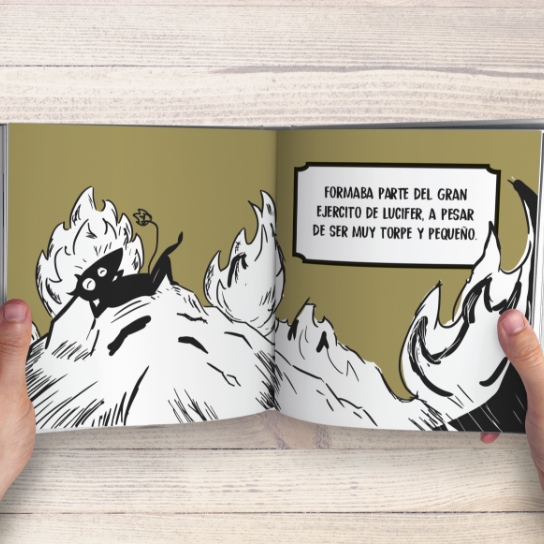 FORMABA PARTE DEL GRAN
EJERCITO DE LUCIFER, A PESAR
DE SER MUY TORPE Y PEQUEÑO.